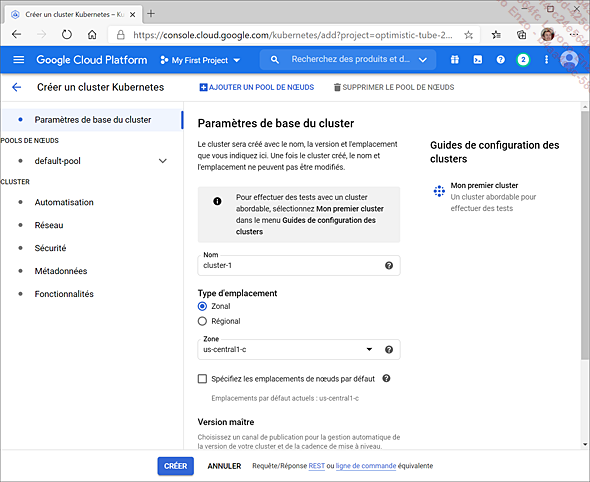 Créer un cluster Kubernetes –
https://console.cloud.google.com/kubernetes/add?project=optimistic-tube-2...
Google Cloud Platform
My First Project
Recherchez des produits et d...
2
Créer un cluster Kubernetes
AJOUTER UN POOL DE NŒUDS
SUPPRIMER LE POOL DE NŒUDS
Paramètres de base du cluster
POOLS DE NŒUDS
default-pool
CLUSTER
Automatisation
Réseau
Sécurité
Métadonnées
Fonctionnalités
Paramètres de base du cluster
Le cluster sera créé avec le nom, la version et l'emplacement
que vous indiquez ici. Une fois le cluster créé, le nom et
l'emplacement ne peuvent pas être modifiés.
Pour effectuer des tests avec un cluster
abordable, sélectionnez Mon premier cluster
dans le menu Guides de configuration des
clusters
Nom
cluster-1
Type d'emplacement
Zonal
Régional
Zone
us-central1-c
Spécifiez les emplacements de nœuds par défaut
Emplacements par défaut actuels : us-central1-c
Version maître
Choisissez un canal de publication pour la gestion automatique de
la version de votre cluster et de la cadence de mise à niveau.
Guides de configuration des
clusters
Mon premier cluster
Un cluster abordable pour
effectuer des tests
CRÉER
ANNULER
Requête/Réponse REST ou ligne de commande équivalente